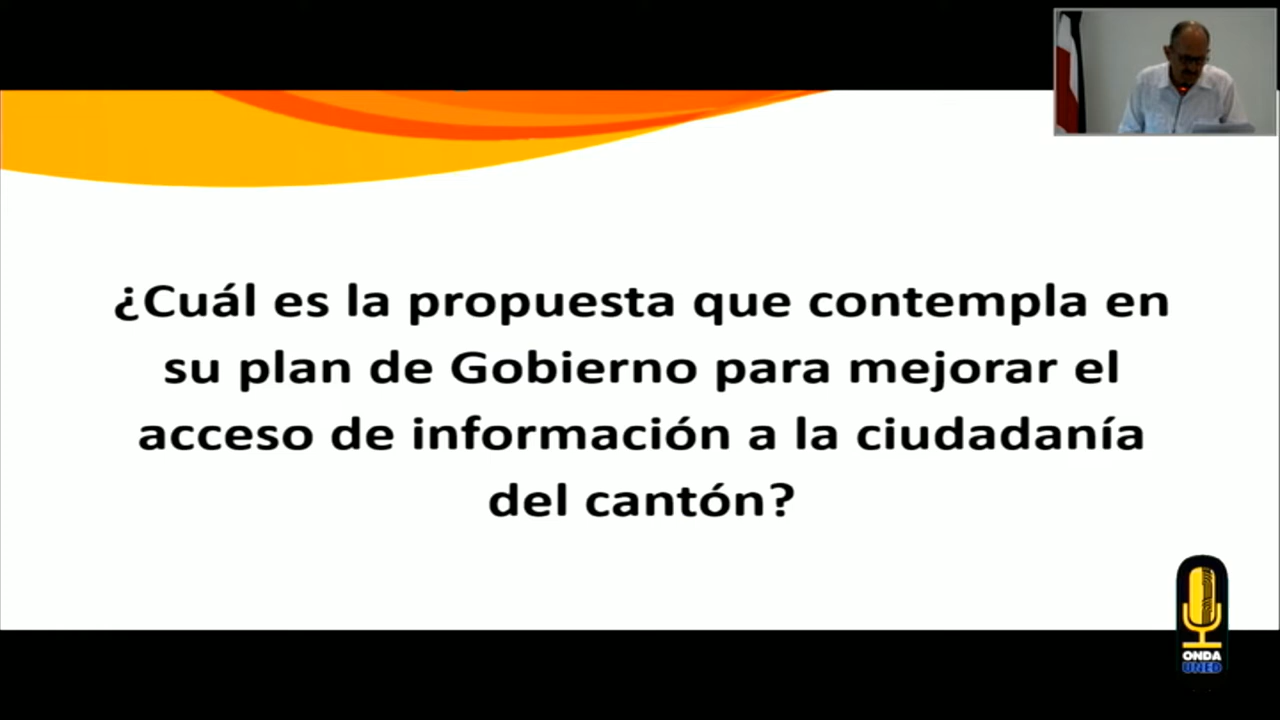 ¿Cuál es la propuesta que contempla en
su plan de Gobierno para mejorar el
acceso de información a la ciudadanía
del cantón?
ONDA
UNED